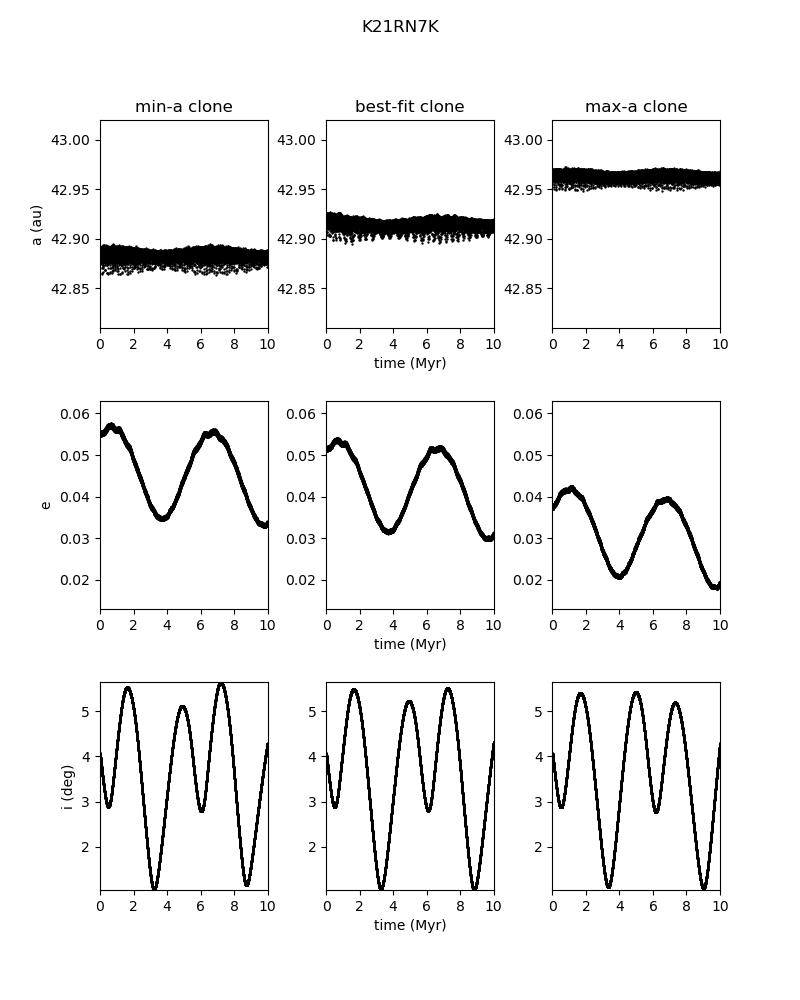 K21RN7K
min-a clone best-fit clone max-a clone
43.00 43.00 43.00
42.95 42.95 42.95
a (au)
42.90 42.90 42.90
42.85 42.85 42.85
0 2 4 6 8 10 0 2 4 6 8 10 0 2 4 6 8 10
time (Myr)
0.06 0.06 0.06
0.05 0.05 0.05
0.04 0.04 0.04
e
0.03 0.03 0.03
0.02 0.02 0.02
0 2 4 6 8 10 0 2 4 6 8 10 0 2 4 6 8 10
time (Myr)
5 5 5
4 4 4
i (deg)
3 3 3
2 2 2
0 2 4 6 8 10 0 2 4 6 8 10 0 2 4 6 8 10
time (Myr)